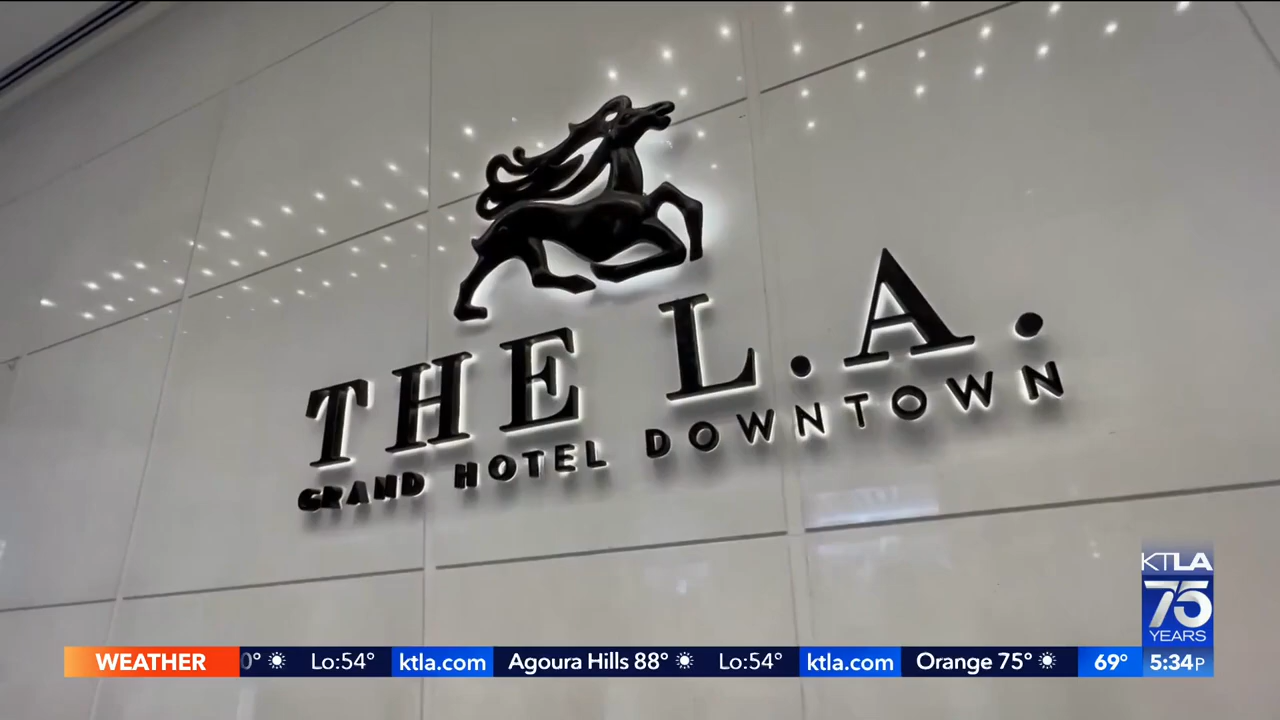 THE L.A.
GRAND HOTEL DOWNTOWN
KTLA
75
YEARS
WEATHER 0° Lo:54° ktla.com Agoura Hills 88° Lo:54° ktla.com Orange 75° 69° 5:34P